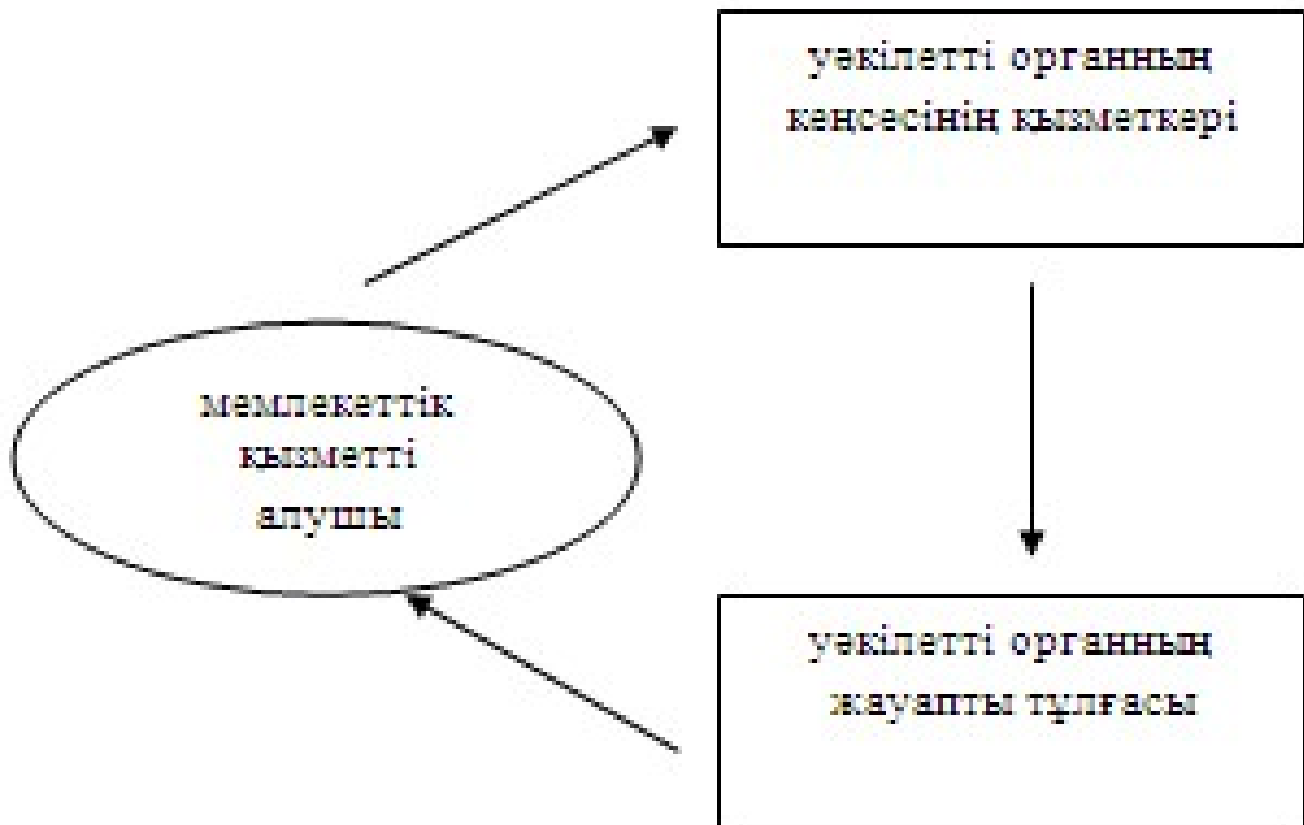 уәкілетті органның
кеңсесінің қызметкері
мемлекеттік
қызметті
алушы
уәкілетті органның
жауапты тұлғасы